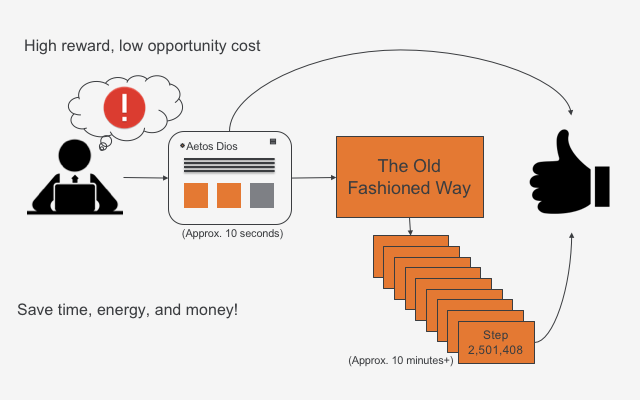 High reward, low opportunity cost
!
Aetos Dios
(Approx. 10 seconds)
The Old
Fashioned Way
Step
2,501,408
(Approx. 10 minutes+)
Save time, energy, and money!